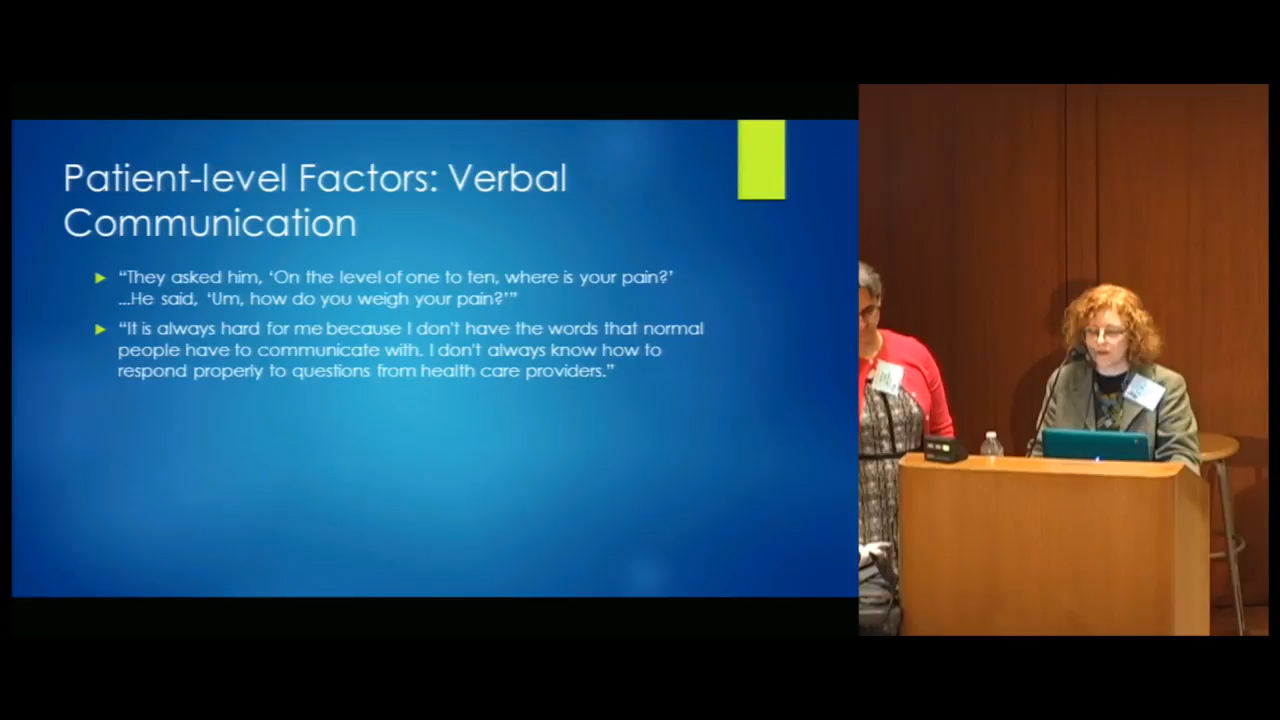 Patient-level Factors: Verbal
Communication
“They asked him, ‘On the level of one to ten, where is your pain?’
...He said, ‘Um, how do you weigh your pain?’”
“It is always hard for me because I don't have the words that normal
people have to communicate with. I don't always know how to
respond properly to questions from health care providers.”